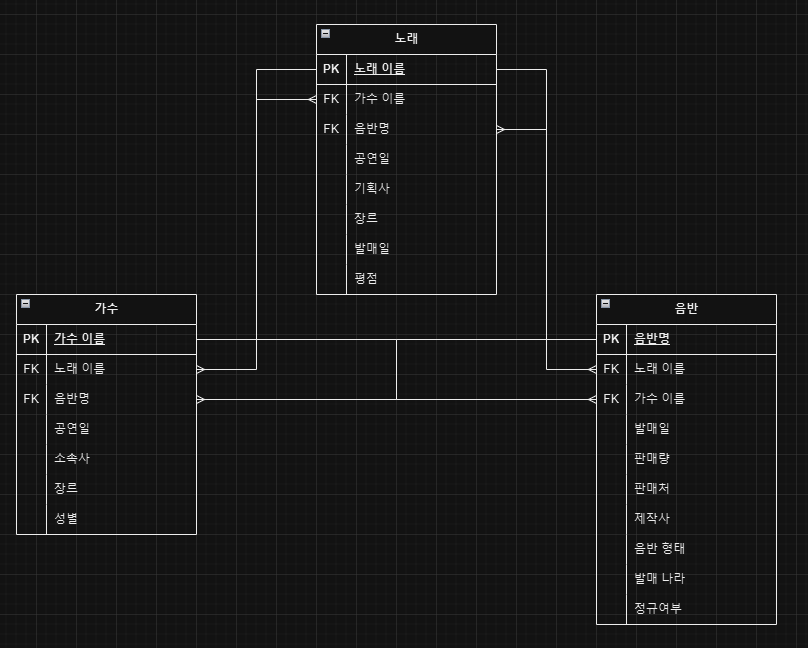 노래
PK 노래 이름
FK 가수 이름
FK 음반명
공연일
기획사
장르
발매일
평점
가수
PK 가수 이름
FK 노래 이름
FK 음반명
공연일
소속사
장르
성별
음반
PK 음반명
FK 노래 이름
FK 가수 이름
발매일
판매량
판매처
제작사
음반 형태
발매 나라
정규여부